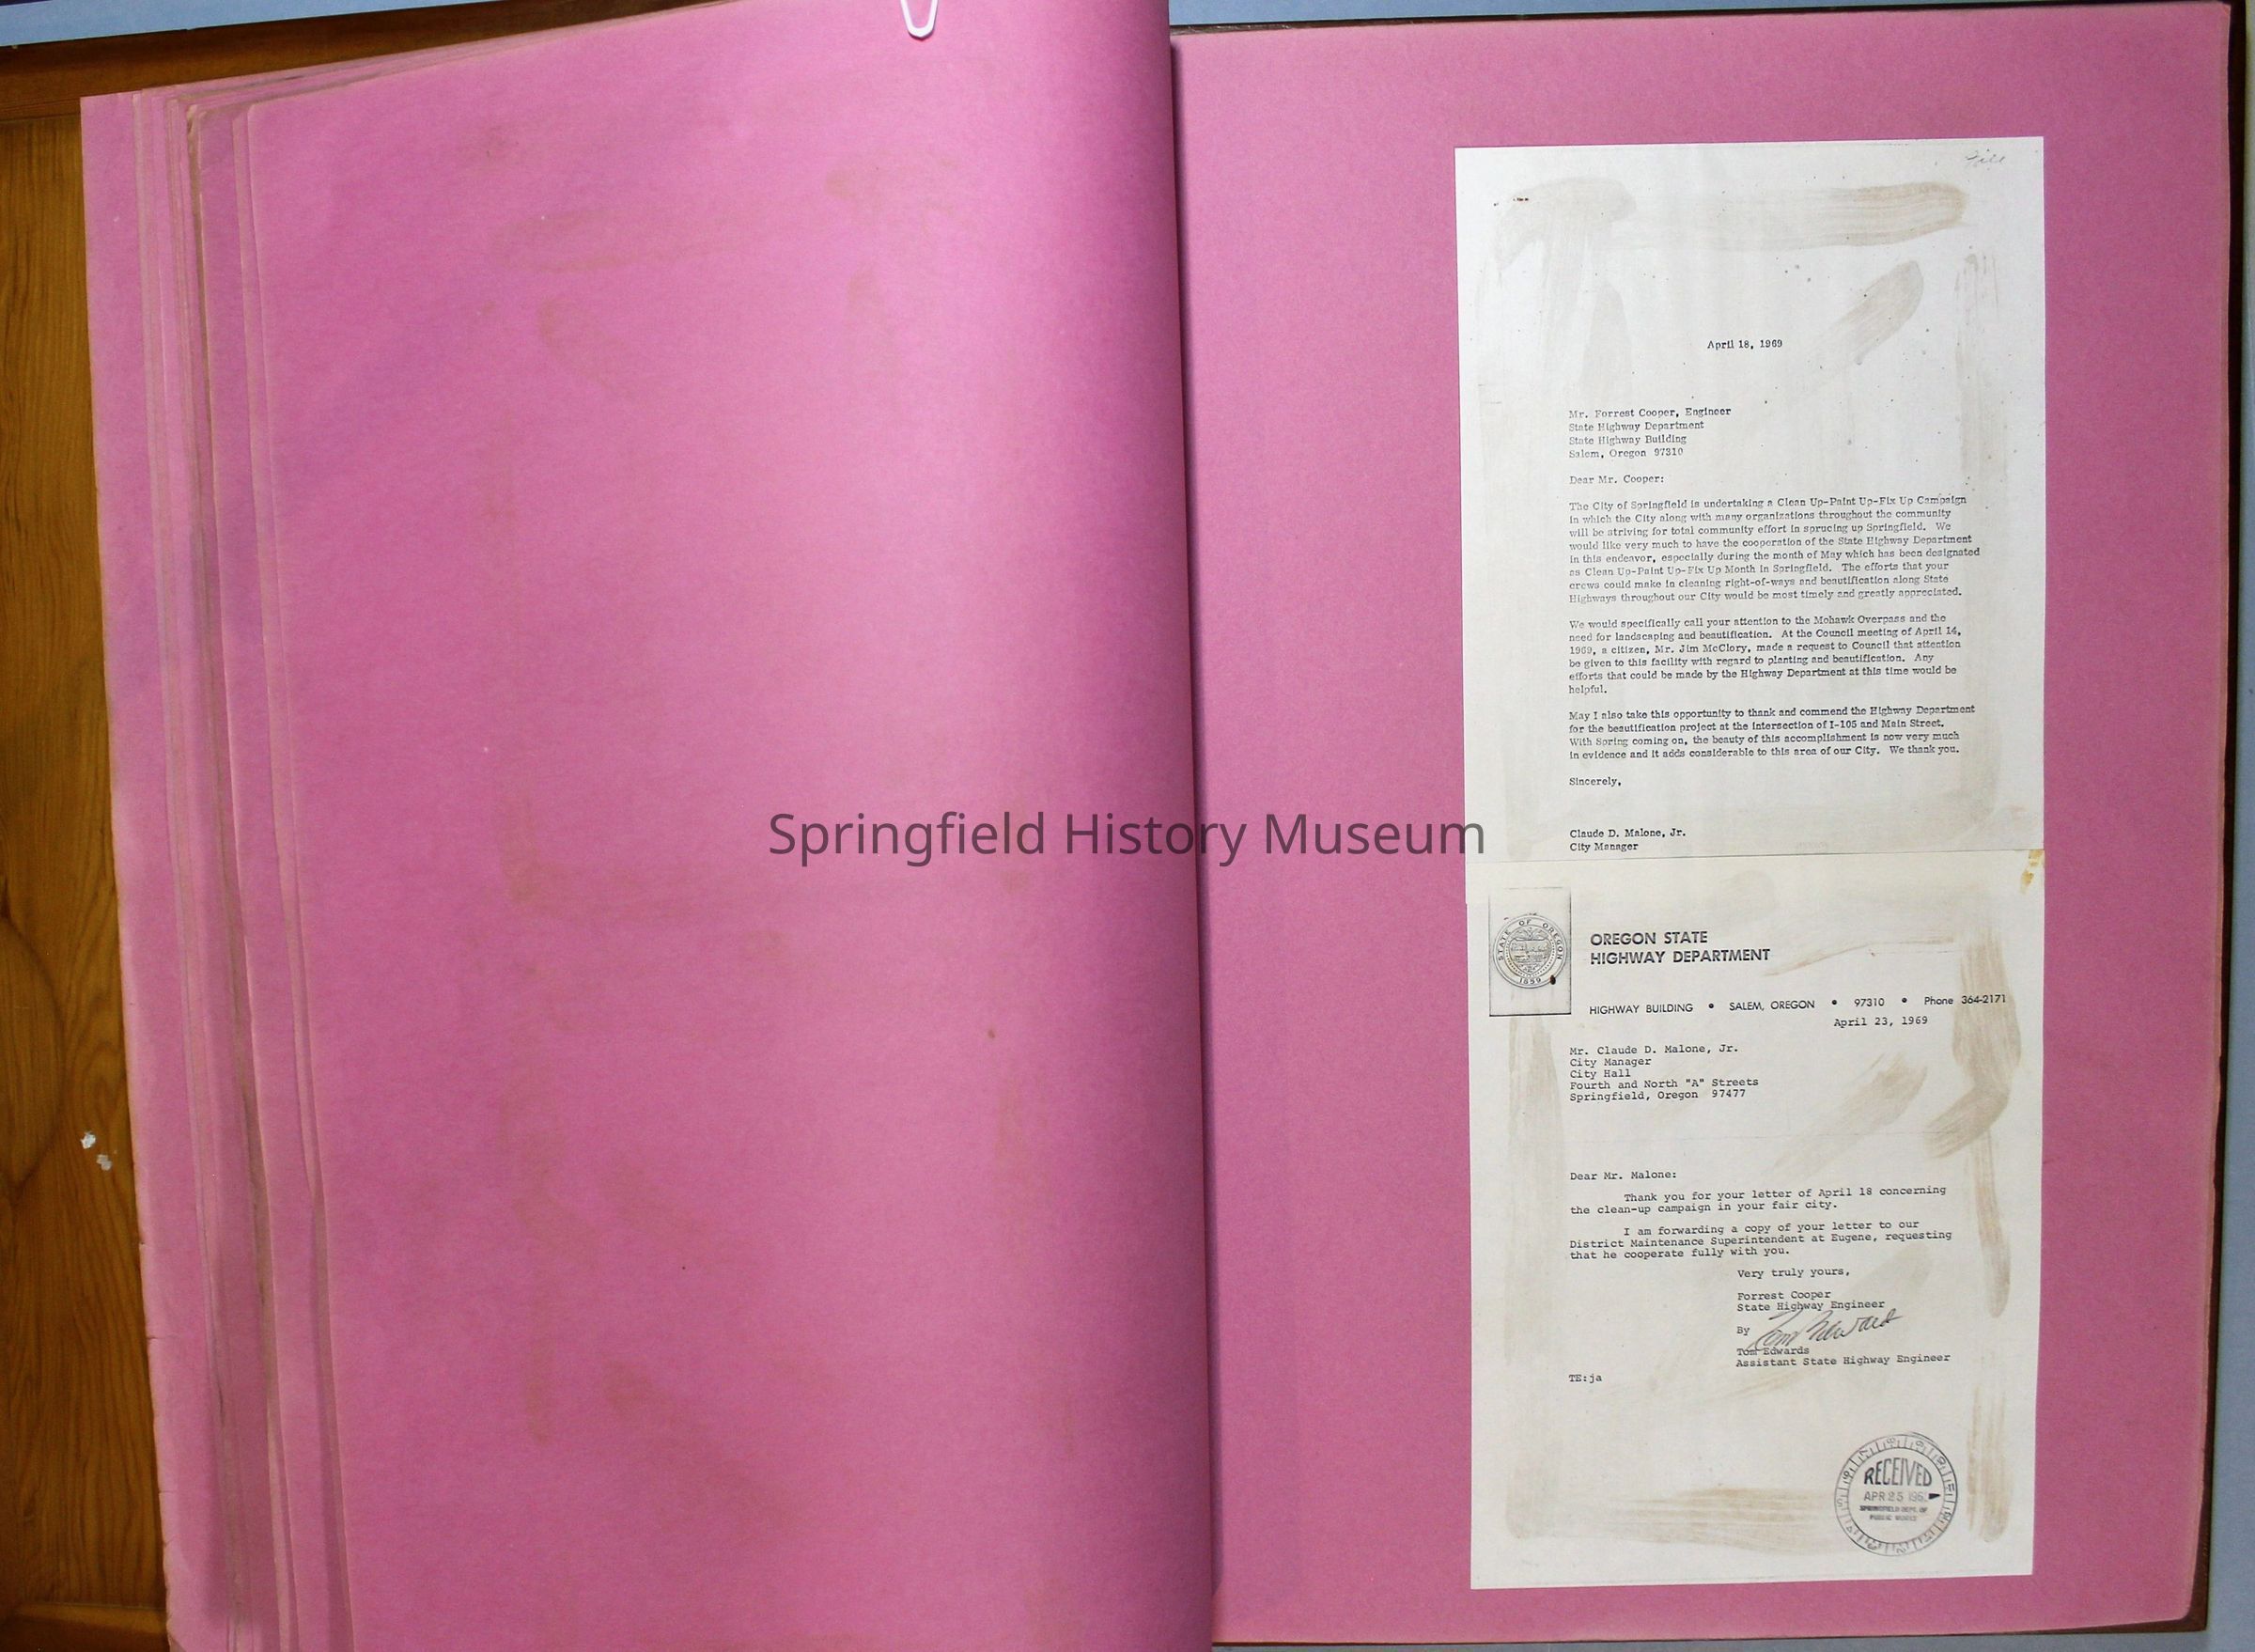 File
April 18, 1969
Mr. Forrest Cooper, Engineer
State Highway Department
State Highway Building
Salem, Oregon 97310
Dear Mr. Cooper:
The City of Springfield is undertaking a Clean Up-Paint Up-Fix Up Campaign
in which the City along with many organizations throughout the community
will be striving for total community effort in sprucing up Springfield. We
would like very much to have the cooperation of the State Highway Department
in this endeavor, especially during the month of May which has been designated
as Clean Up-Paint Up-Fix Up Month in Springfield. The efforts that your
crews could make in cleaning right-of-ways and beautification along State
Highways throughout our City would be most timely and greatly appreciated.
We would specifically call your attention to the Mohawk Overpass and the
need for landscaping and beautification. At the Council meeting of April 14,
1969, a citizen, Mr. Jim McClory, made a request to Council that attention
be given to this facility with regard to planting and beautification. Any
efforts that could be made by the Highway Department at this time would be
helpful.
May I also take this opportunity to thank and commend the Highway Department
for the beautification project at the intersection of I-105 and Main Street.
With Spring coming on, the beauty of this accomplishment is now very much
in evidence and it adds considerable to this area of our City. We thank you.
Sincerely,
Claude D. Malone, Jr.
City Manager
Springfield History Museum
STATE OF OREGON
1859
OREGON STATE
HIGHWAY DEPARTMENT
HIGHWAY BUILDING • SALEM, OREGON • 97310 • Phone 364-2171
April 23, 1969
Mr. Claude D. Malone, Jr.
City Manager
City Hall
Fourth and North "A" Streets
Springfield, Oregon 97477
Dear Mr. Malone:
Thank you for your letter of April 18 concerning
the clean-up campaign in your fair city.
I am forwarding a copy of your letter to our
District Maintenance Superintendent at Eugene, requesting
that he cooperate fully with you.
Very truly yours,
Forrest Cooper
State Highway Engineer
By Tom Edwards
Tom Edwards
Assistant State Highway Engineer
TE:ja
RECEIVED
APR 25 196
SPRINGFIELD DEPT. OF
PUBLIC WORKS